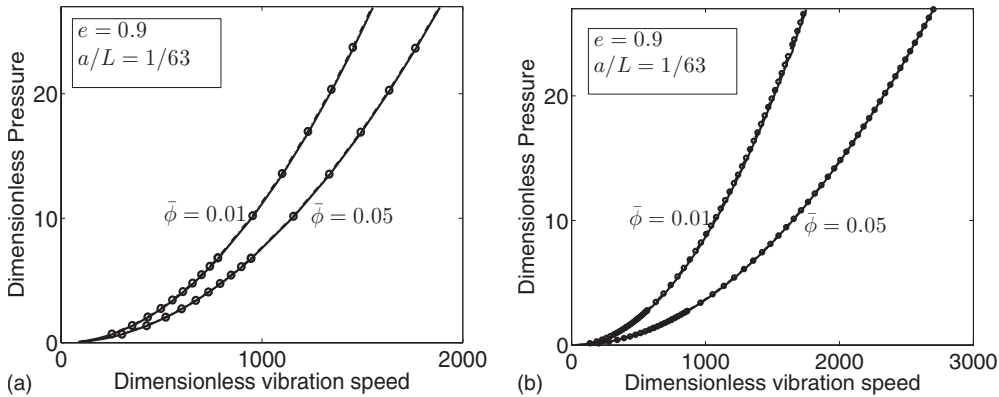 e = 0.9
a/L = 1/63
Dimensionless Pressure
20
10
0
ϕ̄ = 0.01
ϕ̄ = 0.05
0
1000
2000
(a)
Dimensionless vibration speed
e = 0.9
a/L = 1/63
Dimensionless Pressure
20
10
0
ϕ̄ = 0.01
ϕ̄ = 0.05
0
1000
2000
3000
(b)
Dimensionless vibration speed